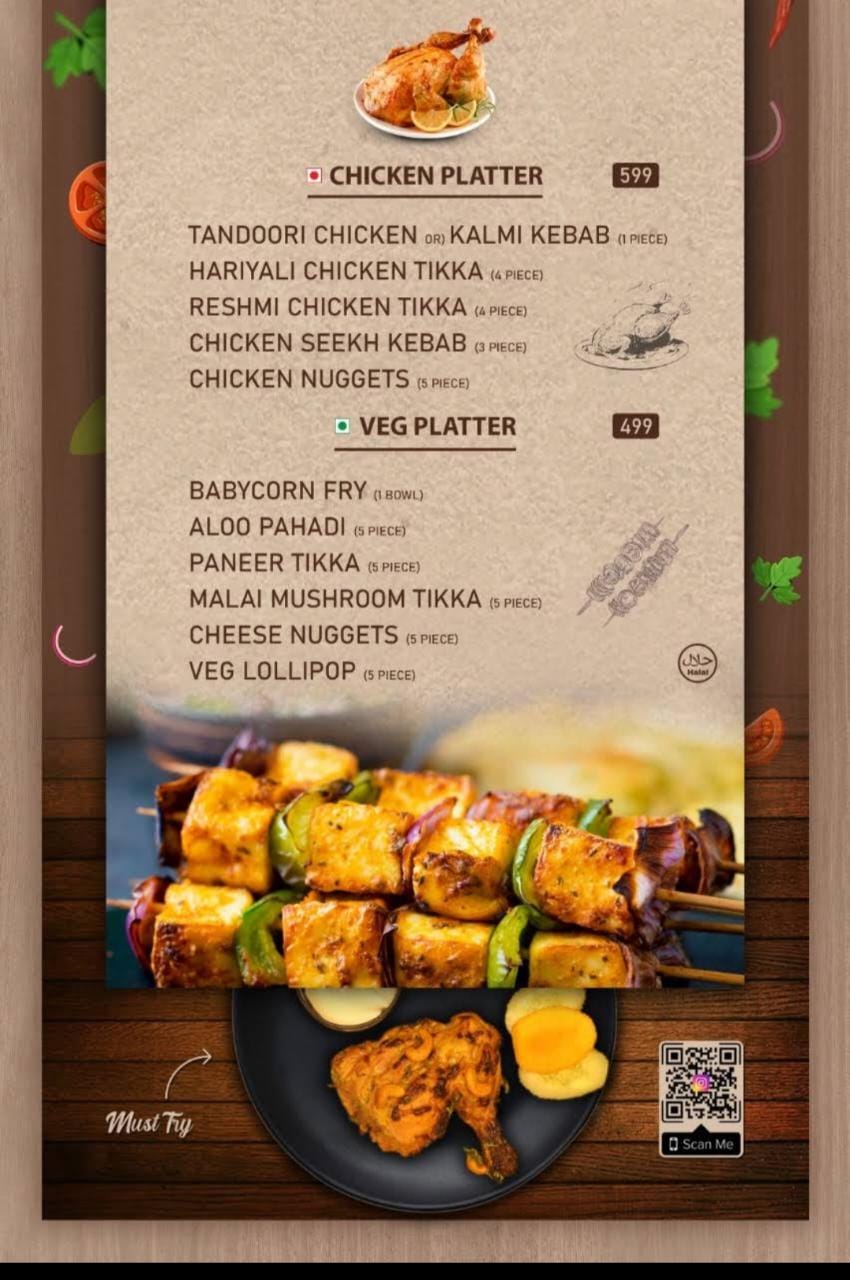 CHICKEN PLATTER 599
TANDOORI CHICKEN OR) KALMI KEBAB (1 PIECE)
HARIYALI CHICKEN TIKKA (4 PIECE)
RESHMI CHICKEN TIKKA (4 PIECE)
CHICKEN SEEKH KEBAB (3 PIECE)
CHICKEN NUGGETS (5 PIECE)
VEG PLATTER 499
BABYCORN FRY (1 BOWL)
ALOO PAHADI (5 PIECE)
PANEER TIKKA (5 PIECE)
MALAI MUSHROOM TIKKA (5 PIECE)
CHEESE NUGGETS (5 PIECE)
VEG LOLLIPOP (5 PIECE)
حلال
Halal
Must Try
Scan Me